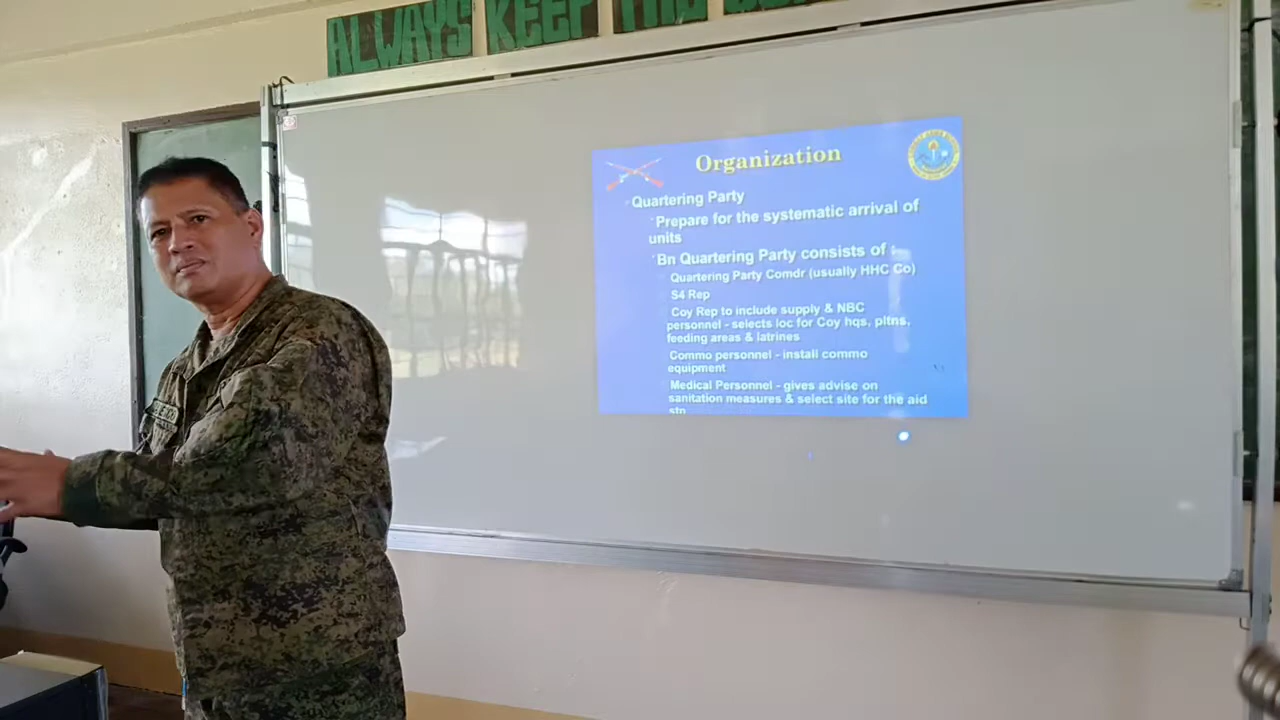 ALWAYS KEEP THE
Organization
Quartering Party
Prepare for the systematic arrival of
units
Bn Quartering Party consists of :
Quartering Party Comdr (usually HHC Co)
S4 Rep
Coy Rep to include supply & NBC
personnel - selects loc for Coy hqs, pltns,
feeding areas & latrines
Commo personnel - install commo
equipment
Medical Personnel - gives advise on
sanitation measures & select site for the aid
stn